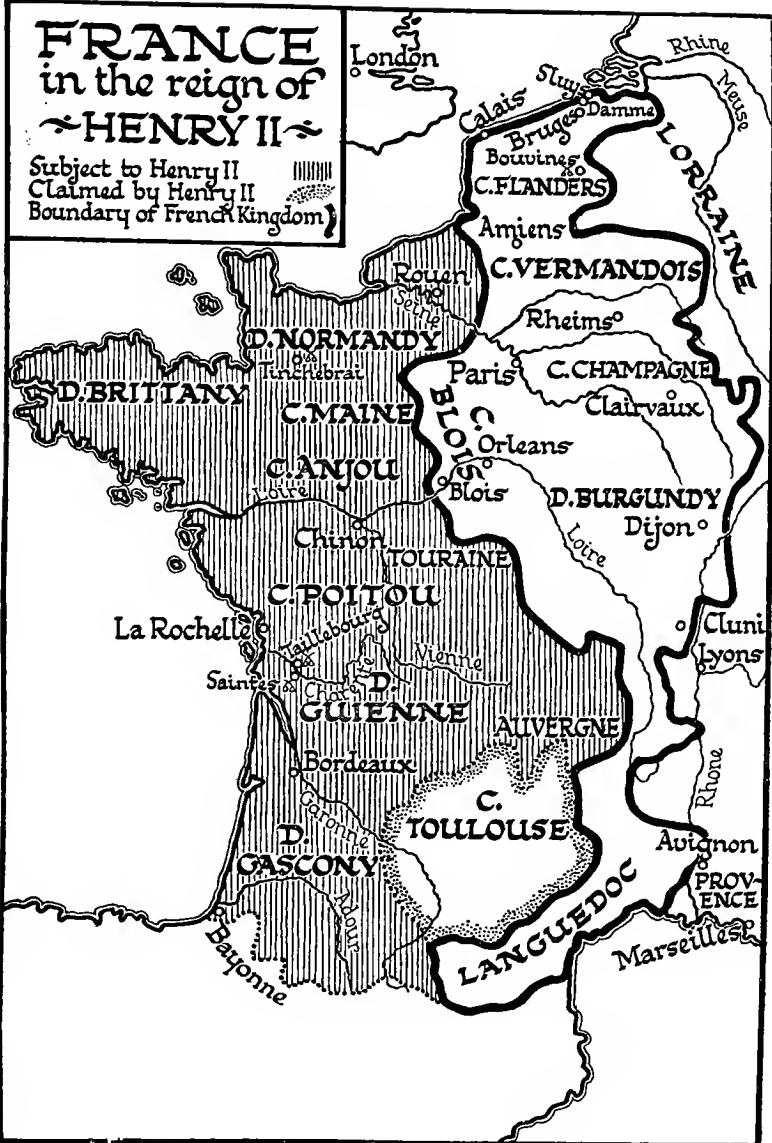 FRANCE
in the reign of
~HENRY II~
Subject to Henry II
Claimed by Henry II
Boundary of French Kingdom
London
Rhine
Meuse
Sluys
Damme
Calais
Bruges
LORRAINE
Bouvines
C.FLANDERS
Amiens
C.VERMANDOIS
Rouen
Seine
Rheims
D.NORMANDY
Tinchebrai
Paris
C.CHAMPAGNE
D.BRITTANY
C.MAINE
Clairvaux
C.
BLOIS
Orleans
C.ANJOU
Loire
Blois
D.BURGUNDY
Dijon
Chinon
TOURAINE
Loire
C.POITOU
La Rochelle
Taillebourg
Cluni
Lyons
Vienne
Saintes
Charente
D.
GUIENNE
AUVERGNE
Bordeaux
Rhone
C.
TOULOUSE
Garonne
D.
GASCONY
Avignon
PROV-
ENCE
Adour
LANGUEDOC
Marseilles
Bayonne